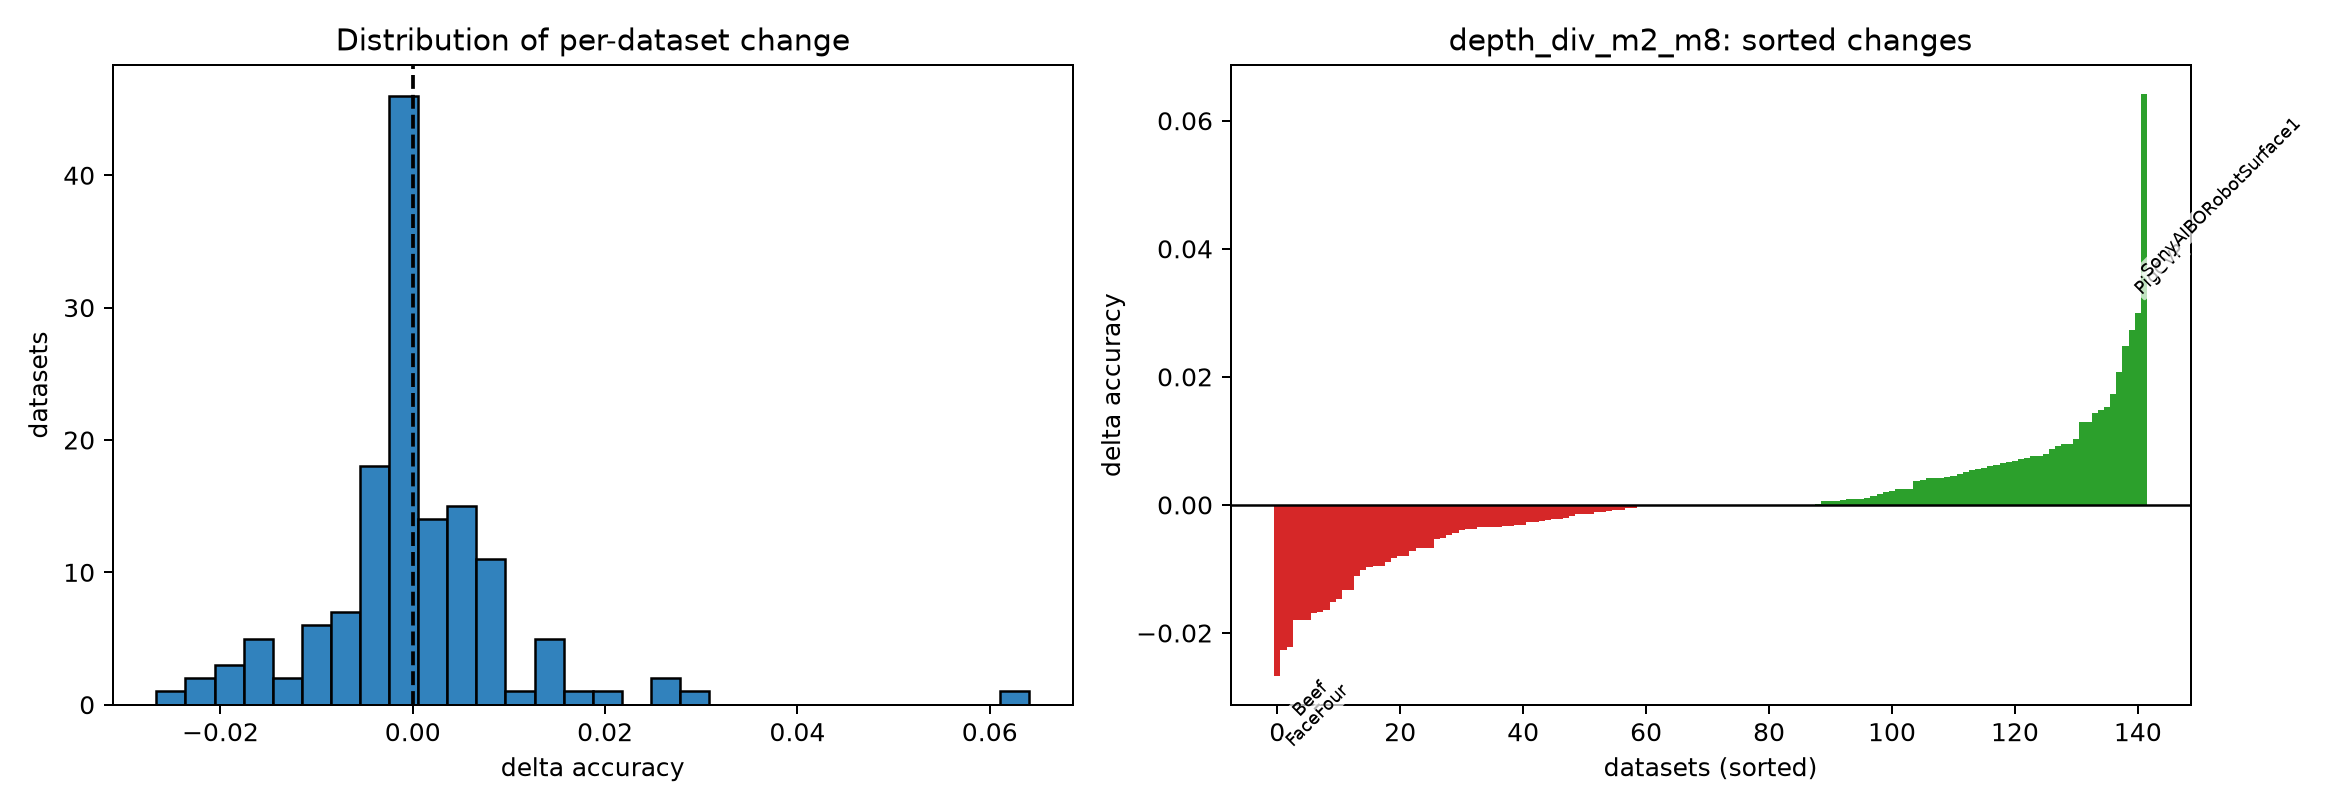 Distribution of per-dataset change
datasets
40
30
20
10
0
−0.02
0.00
0.02
0.04
0.06
delta accuracy
depth_div_m2_m8: sorted changes
delta accuracy
0.06
0.04
0.02
0.00
−0.02
SonyAIBORobotSurface1
Beef
FaceFour
0
20
40
60
80
100
120
140
datasets (sorted)